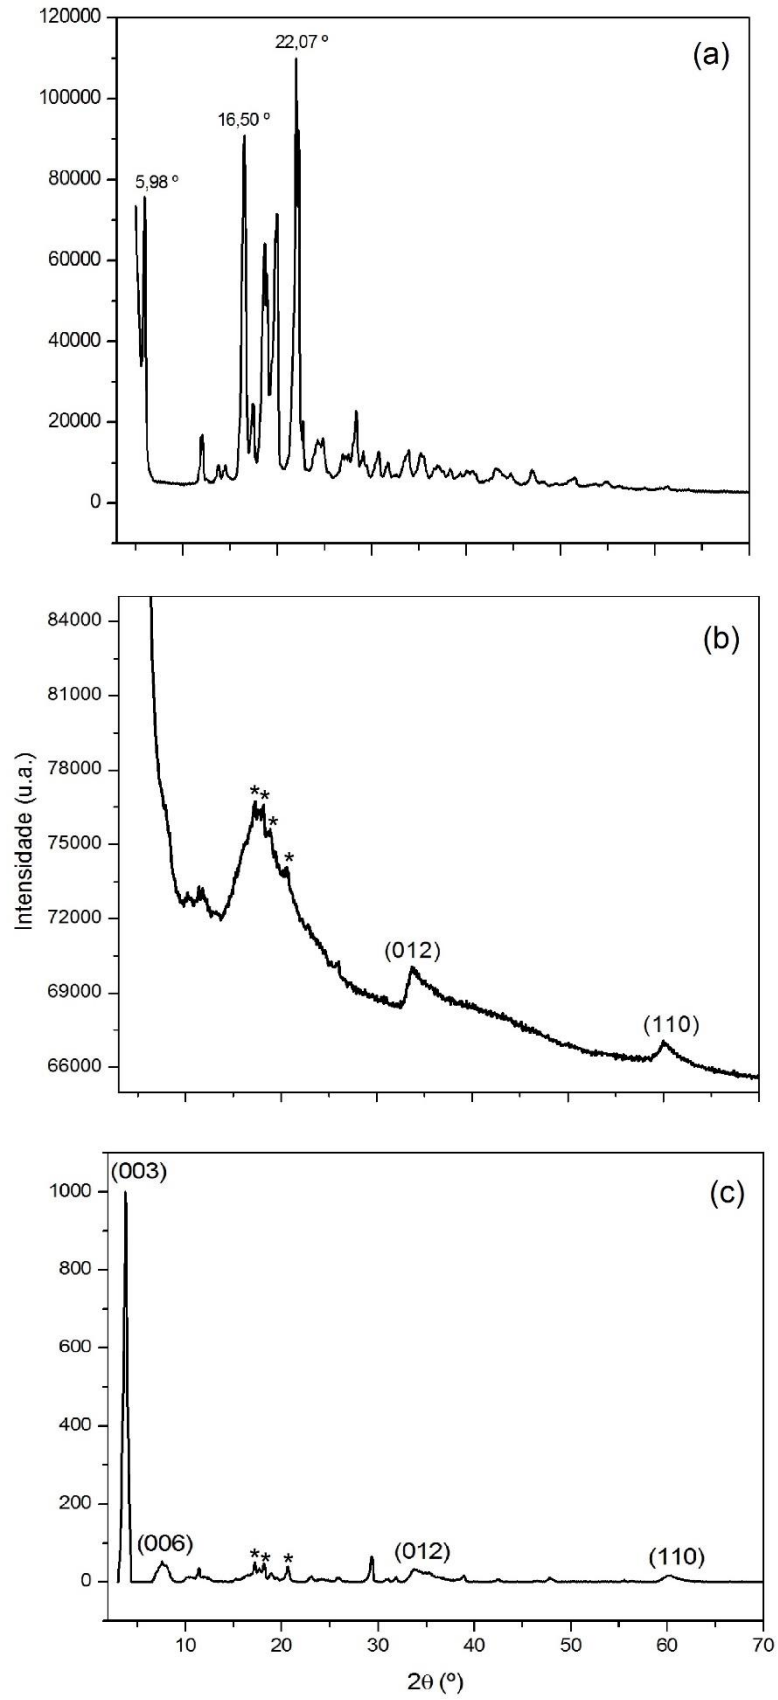 (a)
120000
100000
80000
60000
40000
20000
0
5,98 º
16,50 º
22,07 º
(b)
84000
81000
78000
75000
72000
69000
66000
* * * *
(012)
(110)
Intensidade (u.a.)
(c)
1000
800
600
400
200
0
(003)
(006)
* * *
(012)
(110)
10 20 30 40 50 60 70
2θ (º)